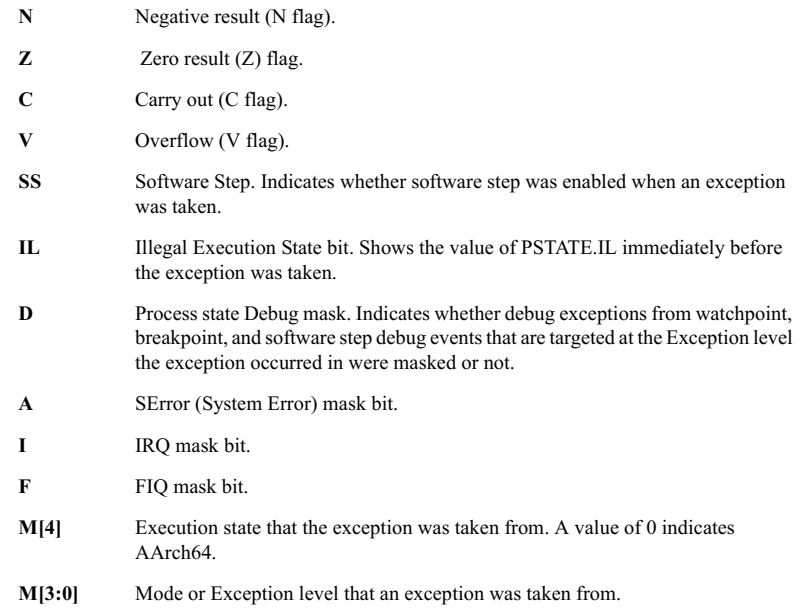 N Negative result (N flag).
Z Zero result (Z) flag.
C Carry out (C flag).
V Overflow (V flag).
SS Software Step. Indicates whether software step was enabled when an exception
was taken.
IL Illegal Execution State bit. Shows the value of PSTATE.IL immediately before
the exception was taken.
D Process state Debug mask. Indicates whether debug exceptions from watchpoint,
breakpoint, and software step debug events that are targeted at the Exception level
the exception occurred in were masked or not.
A SError (System Error) mask bit.
I IRQ mask bit.
F FIQ mask bit.
M[4] Execution state that the exception was taken from. A value of 0 indicates
AArch64.
M[3:0] Mode or Exception level that an exception was taken from.